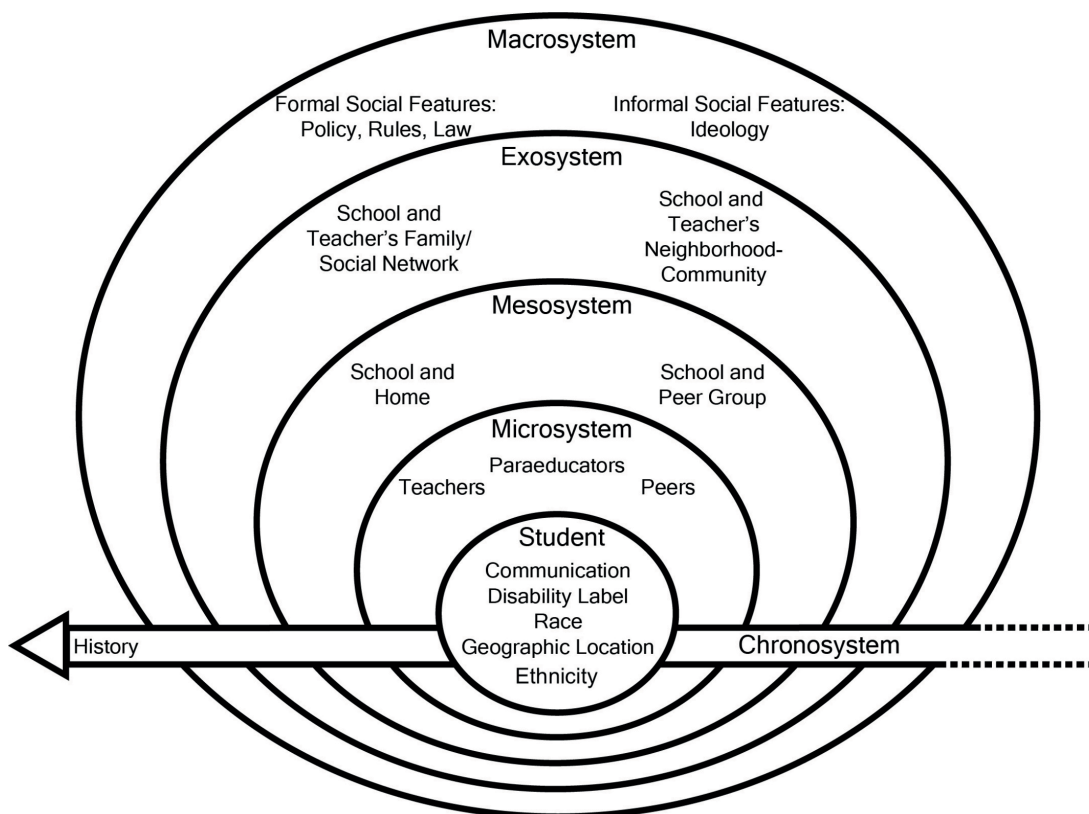 Macrosystem
Formal Social Features:
Policy, Rules, Law
Informal Social Features:
Ideology
Exosystem
School and
Teacher's Family/
Social Network
School and
Teacher's
Neighborhood-
Community
Mesosystem
School and
Home
School and
Peer Group
Microsystem
Paraeducators
Teachers
Peers
Student
Communication
Disability Label
Race
Geographic Location
Ethnicity
History
Chronosystem